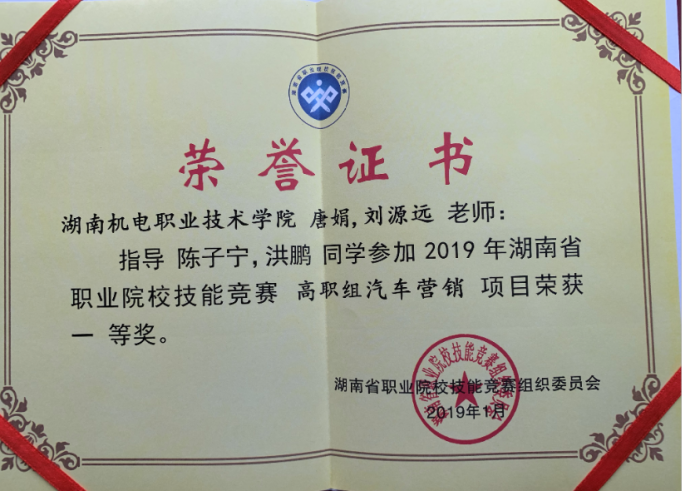 荣誉证书
湖南机电职业技术学院 唐娟,刘源远 老师：
指导 陈子宁,洪鹏 同学参加 2019 年湖南省
职业院校技能竞赛 高职组汽车营销 项目荣获
一 等奖。
湖南省职业院校技能竞赛组织委员会
2019年1月